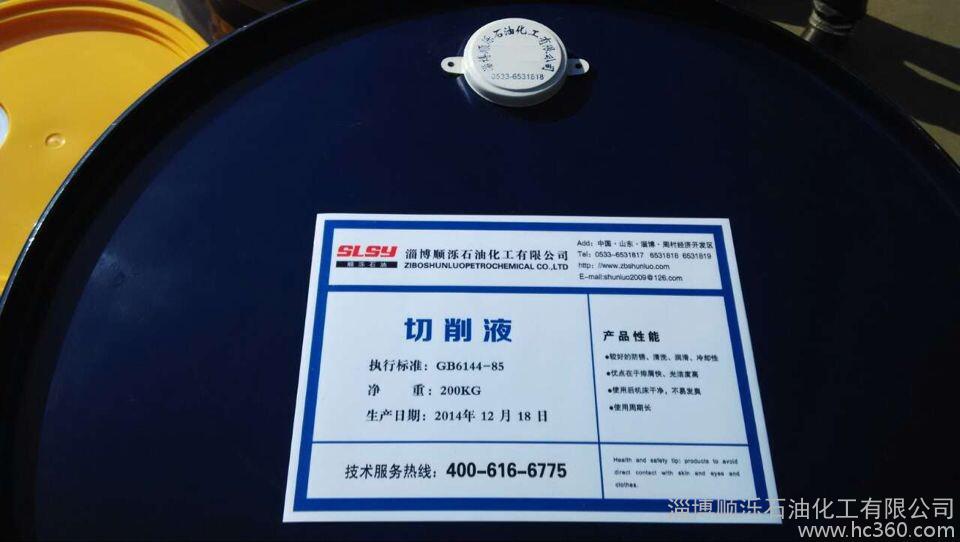 淄博顺泺石油化工有限公司
0533-6531818
SLSY
顺泺石油
淄博顺泺石油化工有限公司
ZIBOSHUNLUOPETROCHEMICAL CO.,LTD
Add: 中国·山东·淄博·周村经济开发区
Tel: 0533-6531817 6531818 6531819
http: //www.zbshunluo.com
E-mail:shunluo2009@126.com
切削液
执行标准: GB6144-85
净 重: 200KG
生产日期: 2014年 12 月 18 日
产品性能
●较好的防锈、清洗、润滑、冷却性
●优点在于排屑快、光洁度高
●使用后机床干净，不易发臭
●使用周期长
技术服务热线: 400-616-6775
Health and safety tip: products to avoid
direct contact with skin and eyes and
clothes.
淄博顺泺石油化工有限公司
www.hc360.com